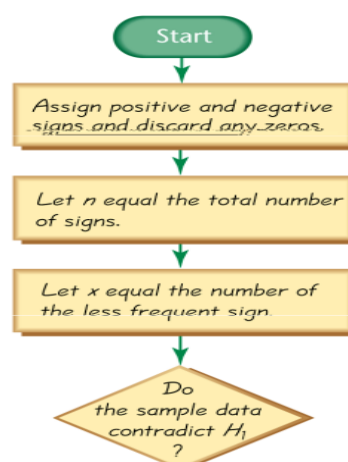 Start
Assign positive and negative
signs and discard any zeros.
Let n equal the total number
of signs.
Let x equal the number of
the less frequent sign.
Do
the sample data
contradict H₁
?